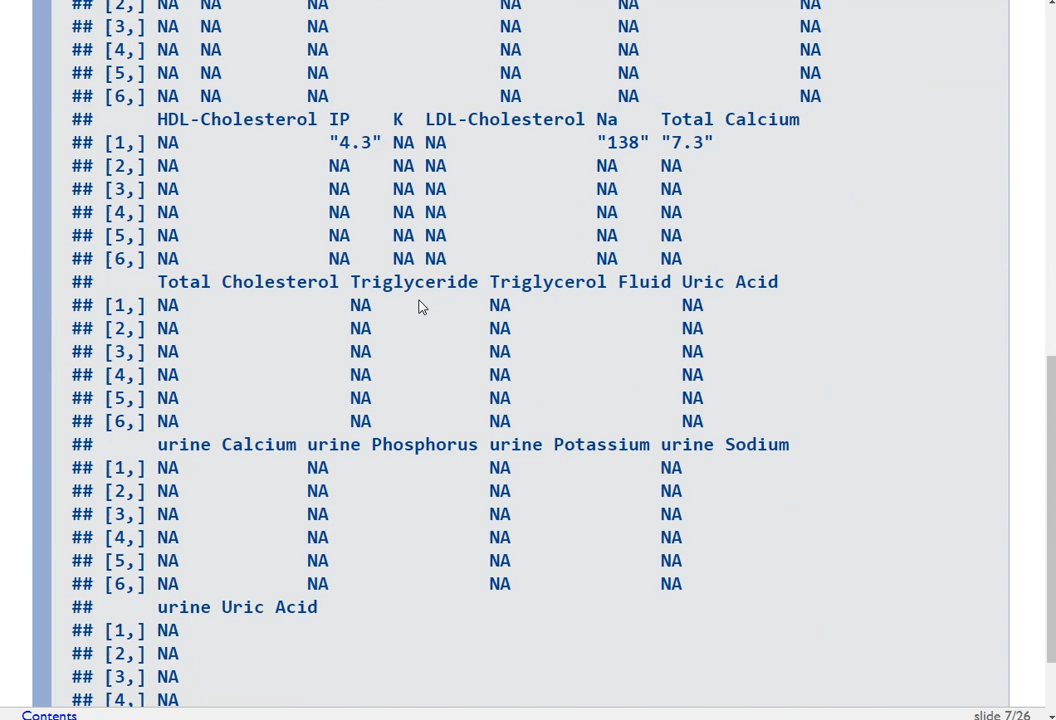 ## [2,] NA  NA        NA                NA         NA               NA
## [3,] NA  NA        NA                NA         NA               NA
## [4,] NA  NA        NA                NA         NA               NA
## [5,] NA  NA        NA                NA         NA               NA
## [6,] NA  NA        NA                NA         NA               NA
##      HDL-Cholesterol IP    K  LDL-Cholesterol Na    Total Calcium
## [1,] NA              "4.3" NA NA              "138" "7.3"
## [2,] NA              NA    NA NA              NA    NA
## [3,] NA              NA    NA NA              NA    NA
## [4,] NA              NA    NA NA              NA    NA
## [5,] NA              NA    NA NA              NA    NA
## [6,] NA              NA    NA NA              NA    NA
##      Total Cholesterol Triglyceride Triglycerol Fluid Uric Acid
## [1,] NA                NA           NA                NA
## [2,] NA                NA           NA                NA
## [3,] NA                NA           NA                NA
## [4,] NA                NA           NA                NA
## [5,] NA                NA           NA                NA
## [6,] NA                NA           NA                NA
##      urine Calcium urine Phosphorus urine Potassium urine Sodium
## [1,] NA            NA               NA              NA
## [2,] NA            NA               NA              NA
## [3,] NA            NA               NA              NA
## [4,] NA            NA               NA              NA
## [5,] NA            NA               NA              NA
## [6,] NA            NA               NA              NA
##      urine Uric Acid
## [1,] NA
## [2,] NA
## [3,] NA
## [4,] NA
Contents slide 7/26